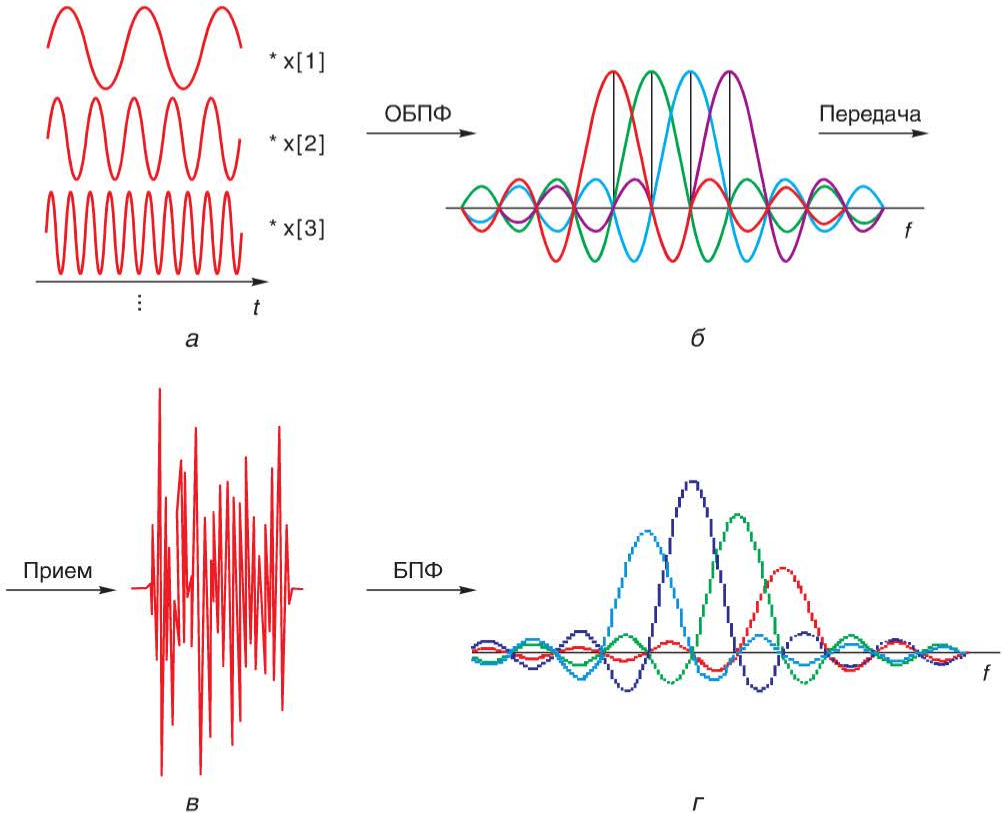 * x[1]
* x[2]
* x[3]
⋮
t
а
ОБПФ
f
б
Передача
Прием
в
БПФ
f
г